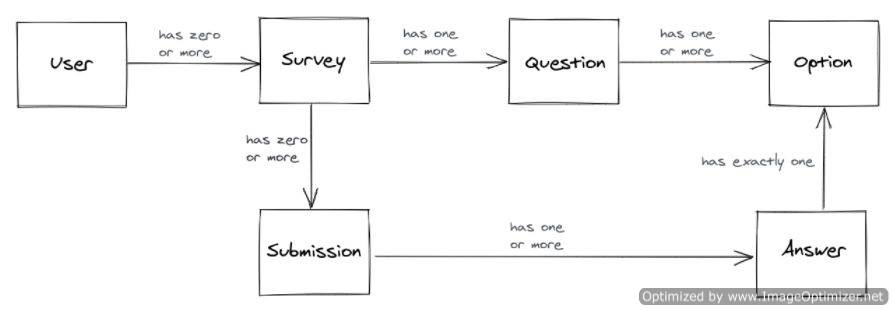 User
has zero
or more
Survey
has one
or more
Question
has one
or more
Option
has zero
or more
has exactly one
Submission
has one
or more
Answer
Optimized by www.ImageOptimizer.net